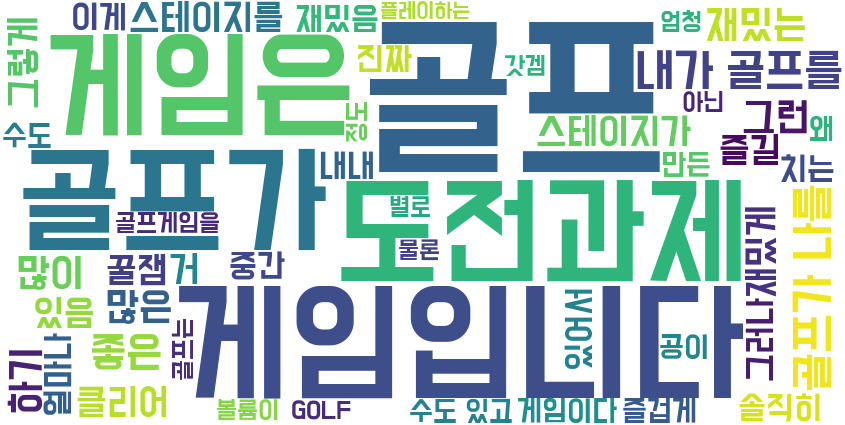 이게 스테이지를 재밌음 플레이하는 엄청 재밌는
그렇게 게임은 진짜 골프 갓겜 내가 골프를
수도 정도 스테이지가 아닌 그런 왜
골프가 내내 도전과제 만든 즐길 치는
골프게임을 별로 물론
많이 꿀잼 거 중간 재밌게 골프가 나를
있음 많은 게임입니다 있어서 공이 그러나
하기 얼마나 좋은 골프는
클리어 볼륨이 GOLF 수도 있고 게임이다 즐겁게 솔직히